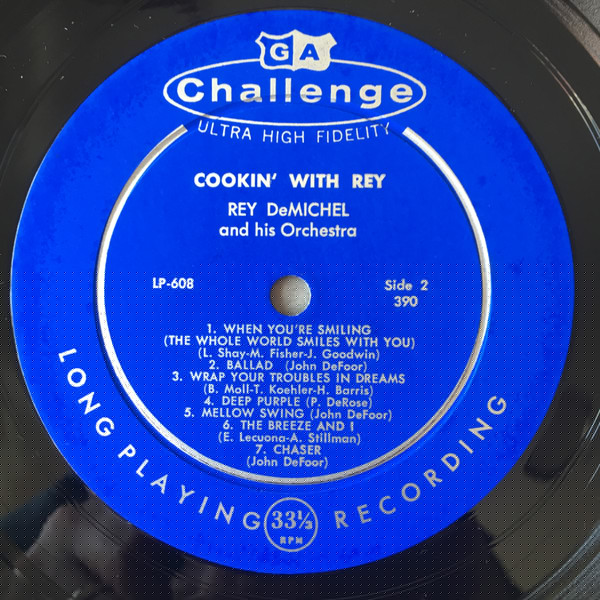 GA
Challenge
ULTRA HIGH FIDELITY
COOKIN' WITH REY
REY DeMICHEL
and his Orchestra
LP-608
Side 2
390
1. WHEN YOU'RE SMILING
(THE WHOLE WORLD SMILES WITH YOU)
(L. Shay-M. Fisher-J. Goodwin)
2. BALLAD (John DeFoor)
3. WRAP YOUR TROUBLES IN DREAMS
(B. Moll-T. Koehler-H. Barris)
4. DEEP PURPLE (P. DeRose)
5. MELLOW SWING (John DeFoor)
6. THE BREEZE AND I
(E. Lecuona-A. Stillman)
7. CHASER
(John DeFoor)
LONG PLAYING 33⅓ RPM RECORDING